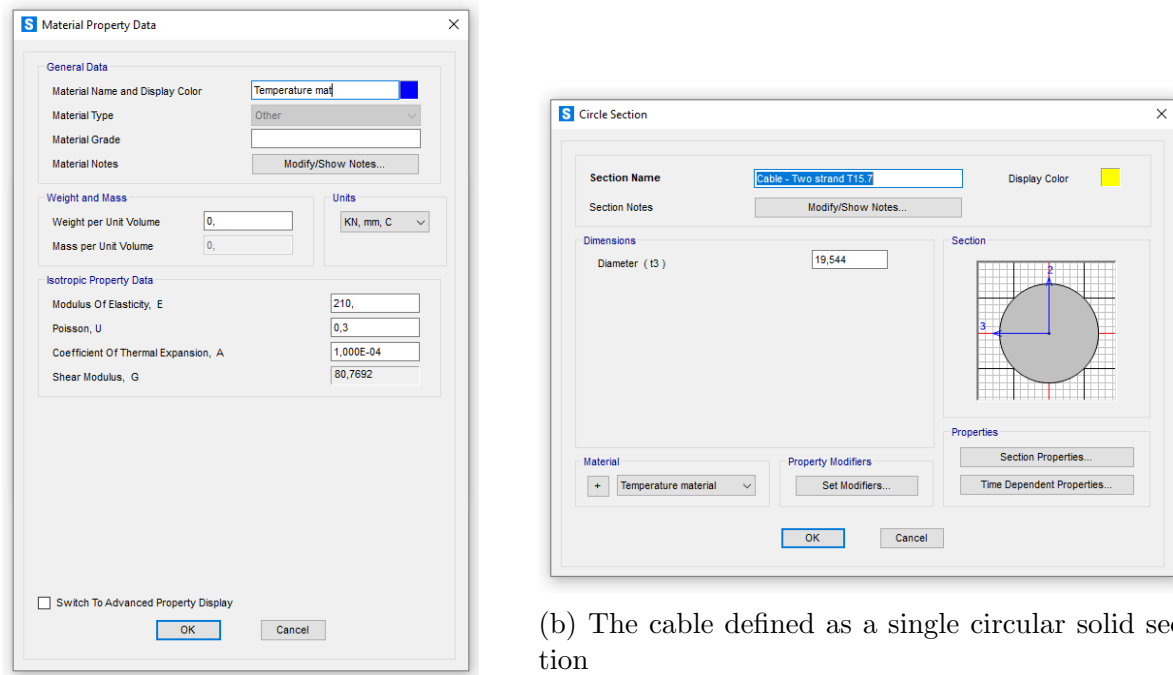 S Material Property Data
General Data
Material Name and Display Color Temperature mat
Material Type Other
Material Grade
Material Notes Modify/Show Notes...
Weight and Mass Units
Weight per Unit Volume 0, KN, mm, C
Mass per Unit Volume 0,
Isotropic Property Data
Modulus Of Elasticity, E 210,
Poisson, U 0,3
Coefficient Of Thermal Expansion, A 1,000E-04
Shear Modulus, G 80,7692
Switch To Advanced Property Display
OK Cancel
S Circle Section
Section Name Cable - Two strand T15.7 Display Color
Section Notes Modify/Show Notes...
Dimensions Section
Diameter ( t3 ) 19,544
2
3
Properties
Material Property Modifiers Section Properties...
+ Temperature material Set Modifiers... Time Dependent Properties...
OK Cancel
(b) The cable defined as a single circular solid sec
tion